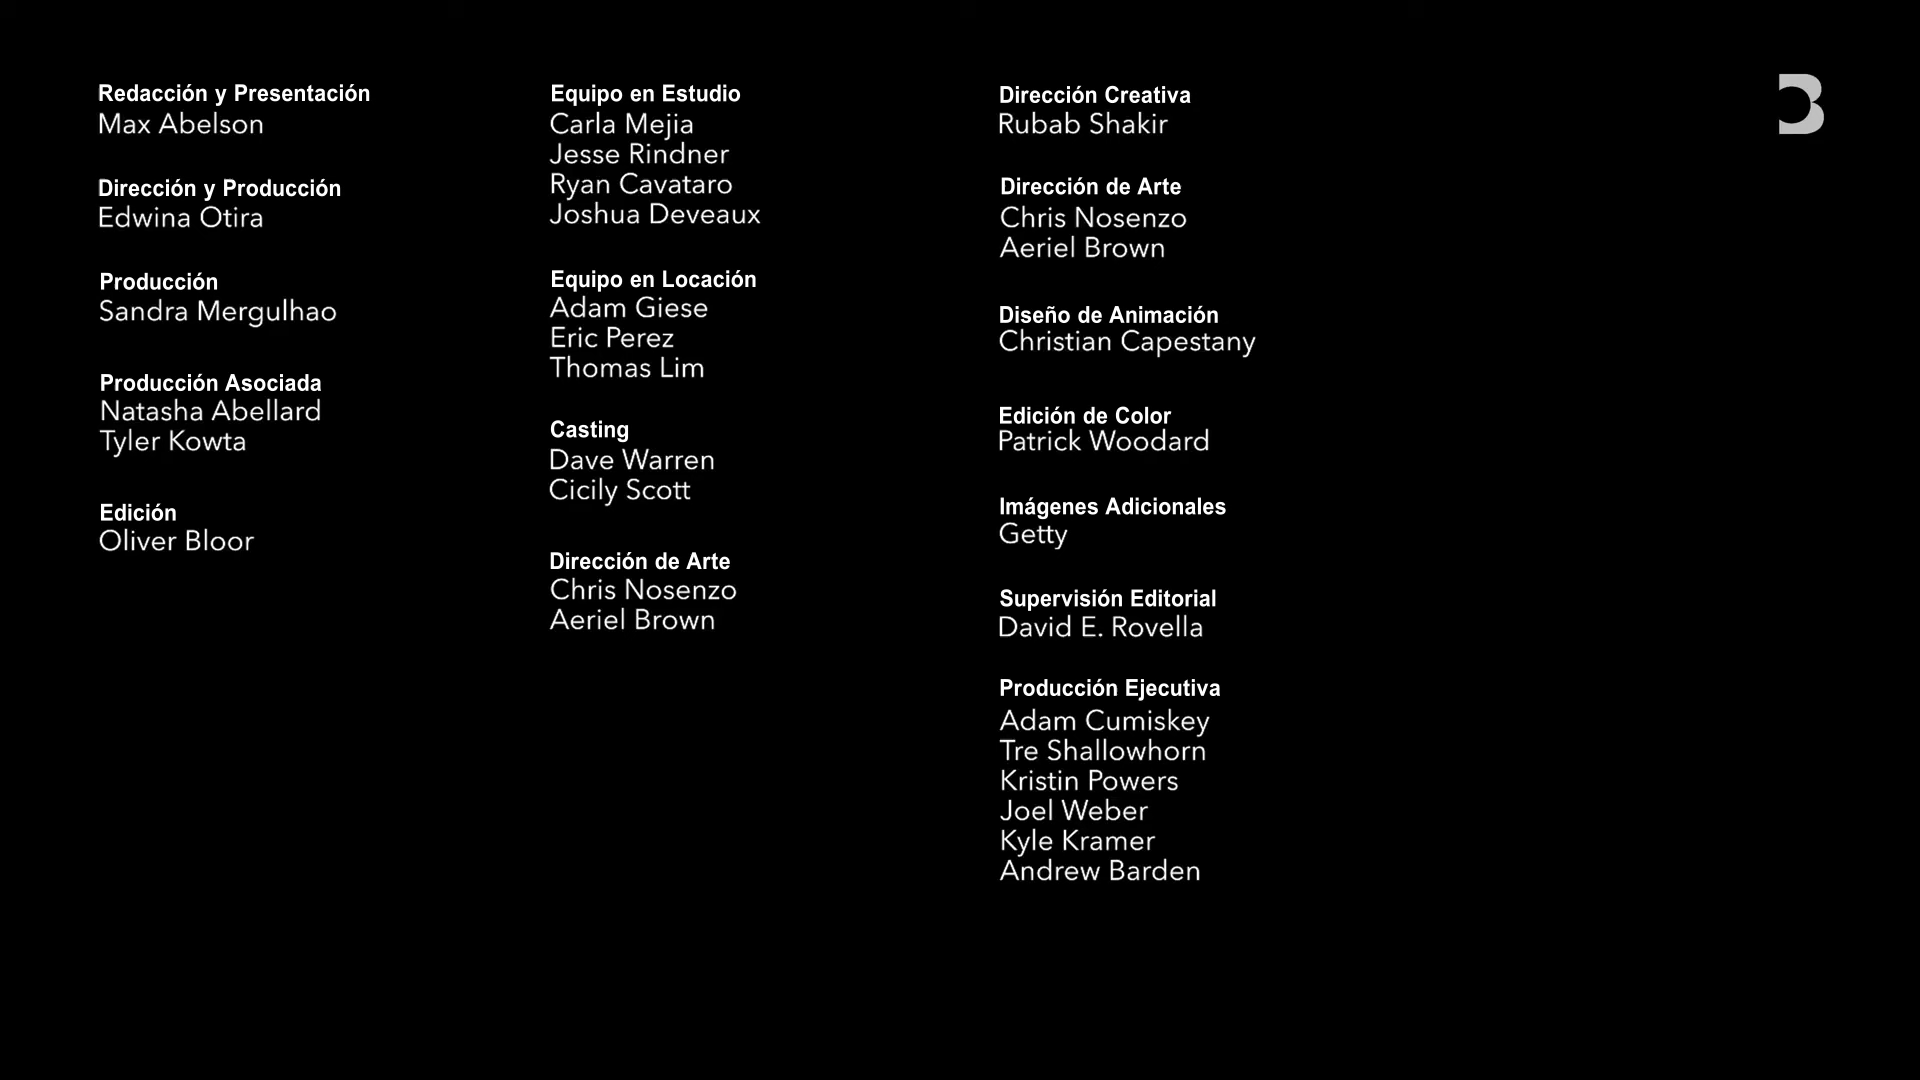 Redacción y Presentación
Max Abelson
Dirección y Producción
Edwina Otira
Producción
Sandra Mergulhao
Producción Asociada
Natasha Abellard
Tyler Kowta
Edición
Oliver Bloor
Equipo en Estudio
Carla Mejia
Jesse Rindner
Ryan Cavataro
Joshua Deveaux
Equipo en Locación
Adam Giese
Eric Perez
Thomas Lim
Casting
Dave Warren
Cicily Scott
Dirección de Arte
Chris Nosenzo
Aeriel Brown
Dirección Creativa
Rubab Shakir
Dirección de Arte
Chris Nosenzo
Aeriel Brown
Diseño de Animación
Christian Capestany
Edición de Color
Patrick Woodard
Imágenes Adicionales
Getty
Supervisión Editorial
David E. Rovella
Producción Ejecutiva
Adam Cumiskey
Tre Shallowhorn
Kristin Powers
Joel Weber
Kyle Kramer
Andrew Barden